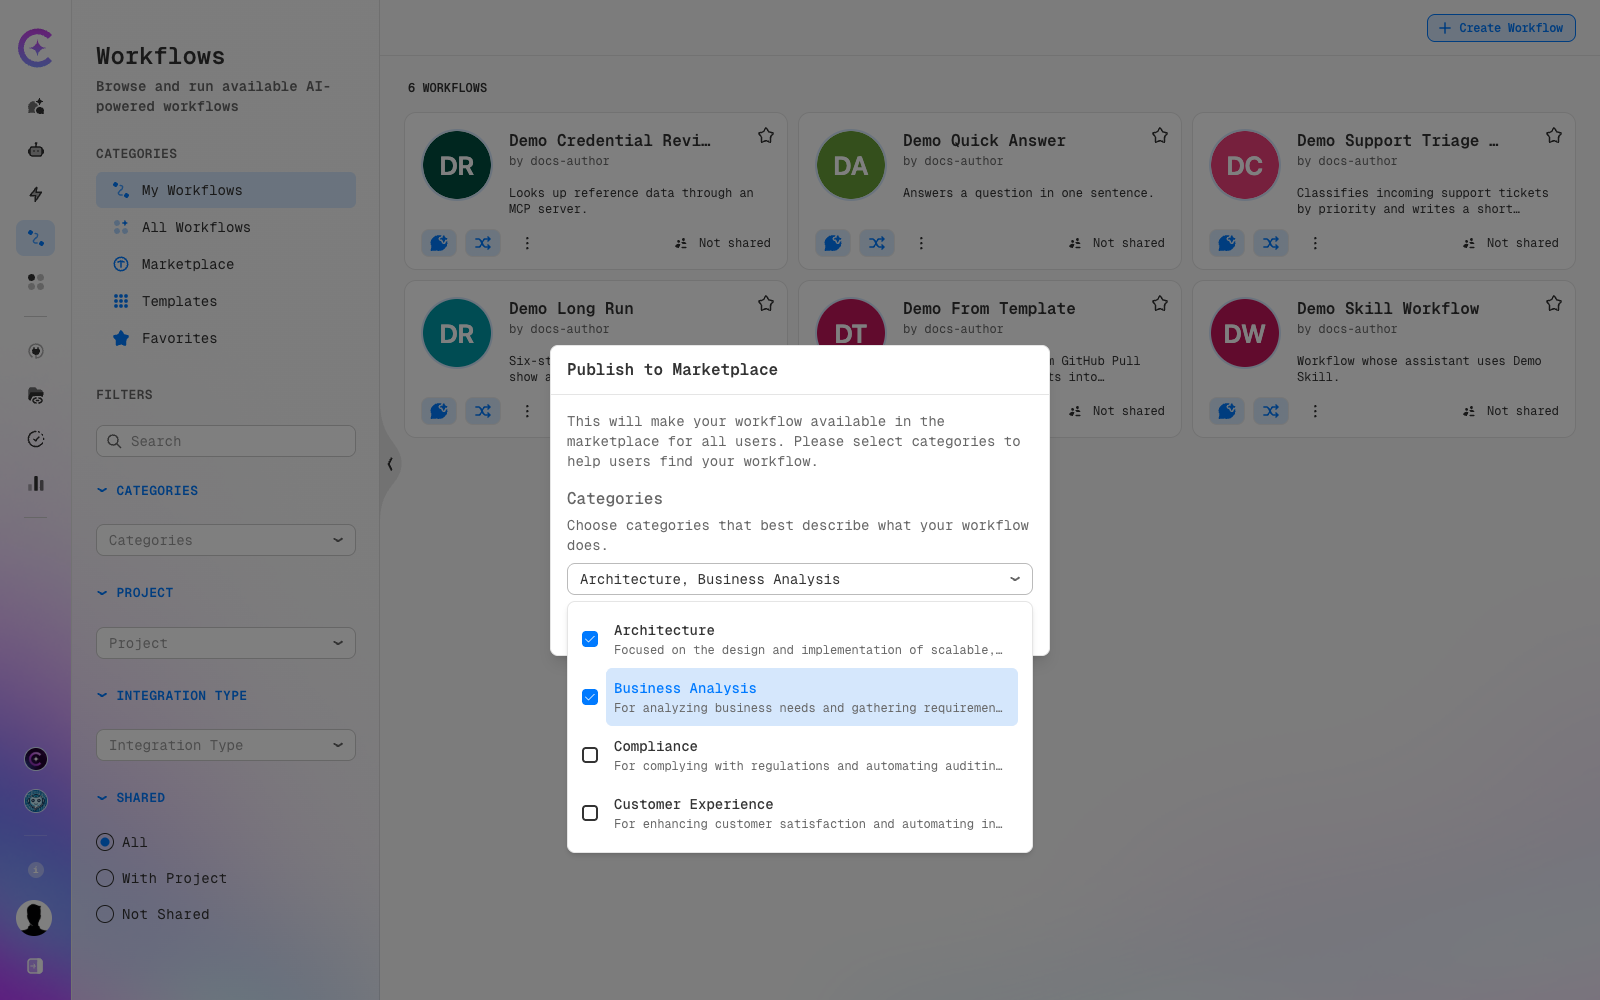 Workflows
Browse and run available AI-
powered workflows
CATEGORIES
My Workflows
All Workflows
Marketplace
Templates
Favorites
FILTERS
Search
CATEGORIES
Categories
PROJECT
Project
INTEGRATION TYPE
Integration Type
SHARED
All
With Project
Not Shared
Create Workflow
6 WORKFLOWS
DR
Demo Credential Revi…
by docs-author
Looks up reference data through an
MCP server.
Not shared
DA
Demo Quick Answer
by docs-author
Answers a question in one sentence.
Not shared
DC
Demo Support Triage …
by docs-author
Classifies incoming support tickets
by priority and writes a short…
Not shared
DR
Demo Long Run
by docs-author
Six-st
show a
DT
Demo From Template
by docs-author
GitHub Pull
ts into…
Not shared
DW
Demo Skill Workflow
by docs-author
Workflow whose assistant uses Demo
Skill.
Not shared
Publish to Marketplace
This will make your workflow available in the
marketplace for all users. Please select categories to
help users find your workflow.
Categories
Choose categories that best describe what your workflow
does.
Architecture, Business Analysis
Architecture
Focused on the design and implementation of scalable,…
Business Analysis
For analyzing business needs and gathering requiremen…
Compliance
For complying with regulations and automating auditin…
Customer Experience
For enhancing customer satisfaction and automating in…